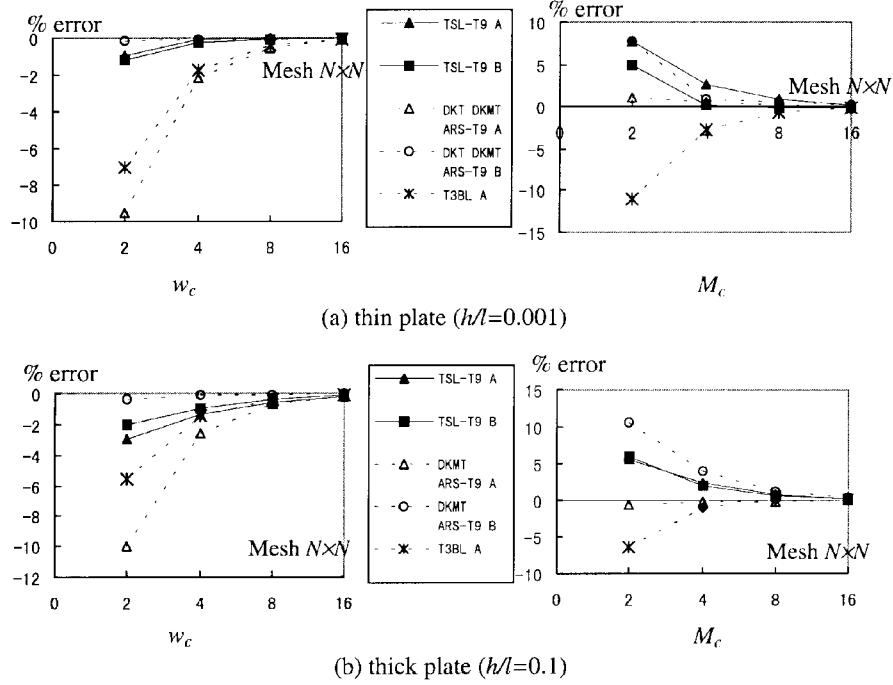 % error
0
-2
-4
-6
-8
-10
0 2 4 8 16
Mesh N×N
w_c
TSL-T9 A
TSL-T9 B
DKT DKMT
ARS-T9 A
DKT DKMT
ARS-T9 B
T3BL A
% error
10
5
0
-5
-10
-15
0 2 4 8 16
Mesh N×N
M_c
(a) thin plate (h/l=0.001)
% error
0
-2
-4
-6
-8
-10
-12
0 2 4 8 16
Mesh N×N
w_c
TSL-T9 A
TSL-T9 B
DKMT
ARS-T9 A
DKMT
ARS-T9 B
T3BL A
% error
15
10
5
0
-5
-10
0 2 4 8 16
Mesh N×N
M_c
(b) thick plate (h/l=0.1)